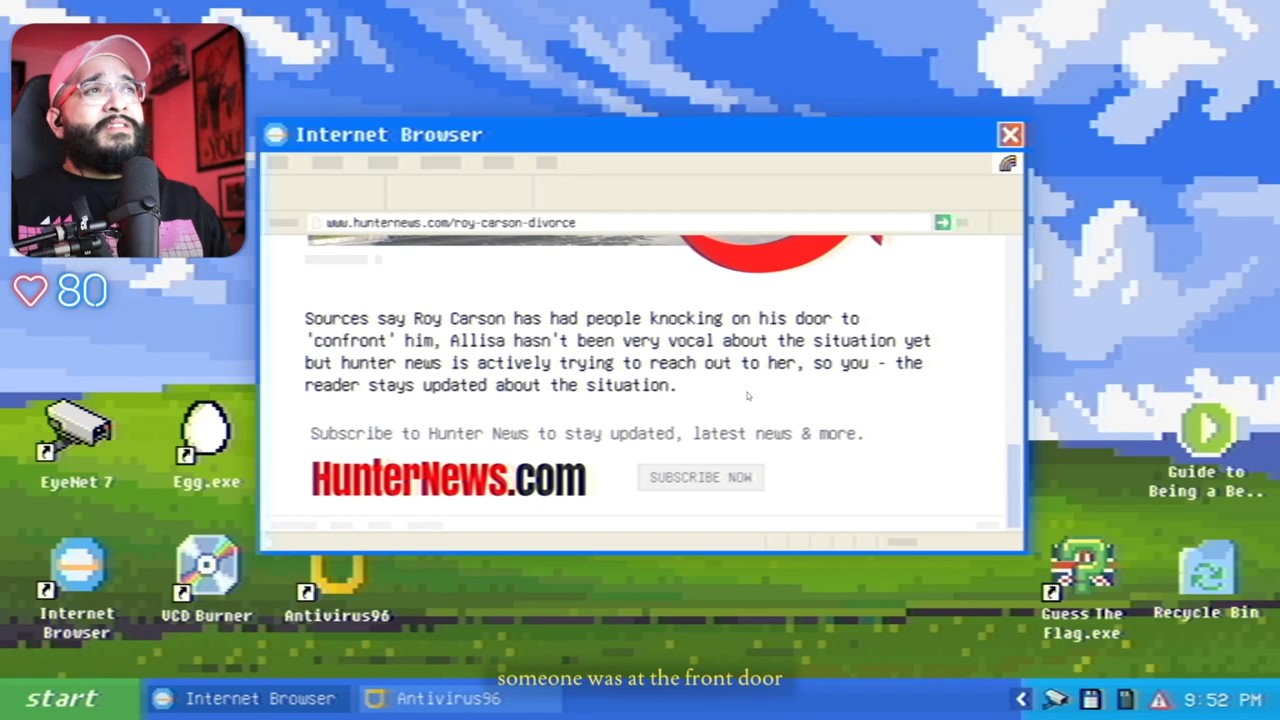 YOU
80
Internet Browser
www.hunternews.com/roy-carson-divorce
Sources say Roy Carson has had people knocking on his door to
'confront' him, Allisa hasn't been very vocal about the situation yet
but hunter news is actively trying to reach out to her, so you - the
reader stays updated about the situation.
Subscribe to Hunter News to stay updated, latest news & more.
HunterNews.com
SUBSCRIBE NOW
EyeNet 7
Egg.exe
Guide to
Being a Be..
Internet
Browser
VCD Burner
Antivirus96
Guess The
Flag.exe
Recycle Bin
someone was at the front door
start
Internet Browser
Antivirus96
9:52 PM